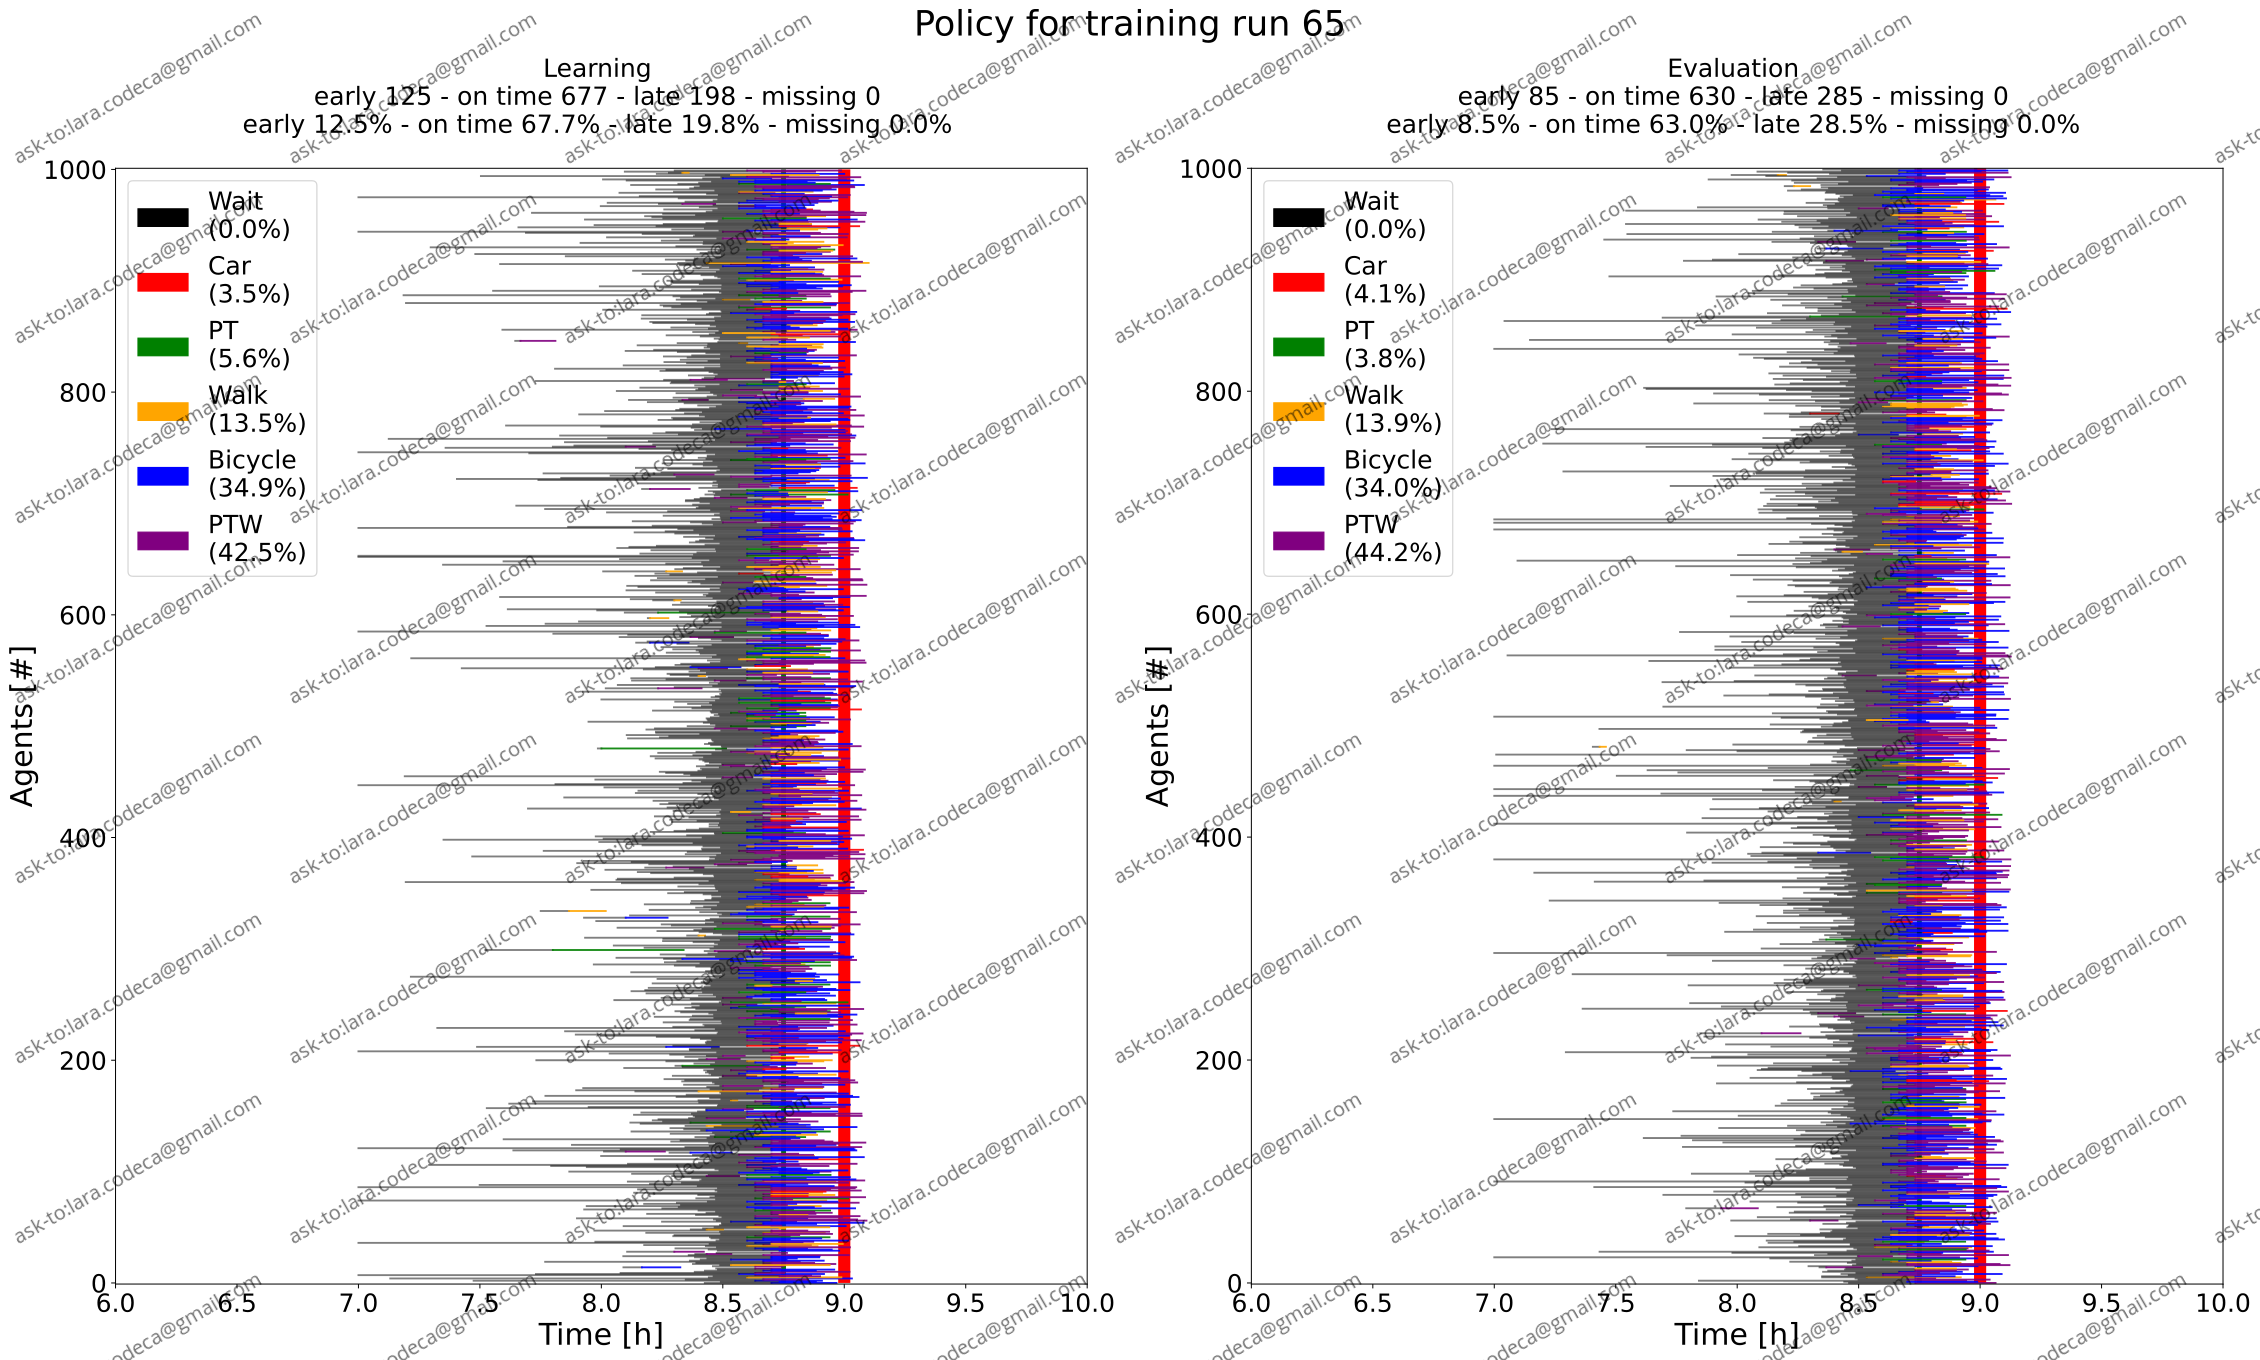 Policy for training run 65
Learning
early 125 - on time 677 - late 198 - missing 0
early 12.5% - on time 67.7% - late 19.8% - missing 0.0%
1000
800
600
400
200
0
Agents [#]
Wait
(0.0%)
Car
(3.5%)
PT
(5.6%)
Walk
(13.5%)
Bicycle
(34.9%)
PTW
(42.5%)
6.0 6.5 7.0 7.5 8.0 8.5 9.0 9.5 10.0
Time [h]
Evaluation
early 85 - on time 630 - late 285 - missing 0
early 8.5% - on time 63.0% - late 28.5% - missing 0.0%
1000
800
600
400
200
0
Agents [#]
Wait
(0.0%)
Car
(4.1%)
PT
(3.8%)
Walk
(13.9%)
Bicycle
(34.0%)
PTW
(44.2%)
6.0 6.5 7.0 7.5 8.0 8.5 9.0 9.5 10.0
Time [h]
ask-to:lara.codeca@gmail.com